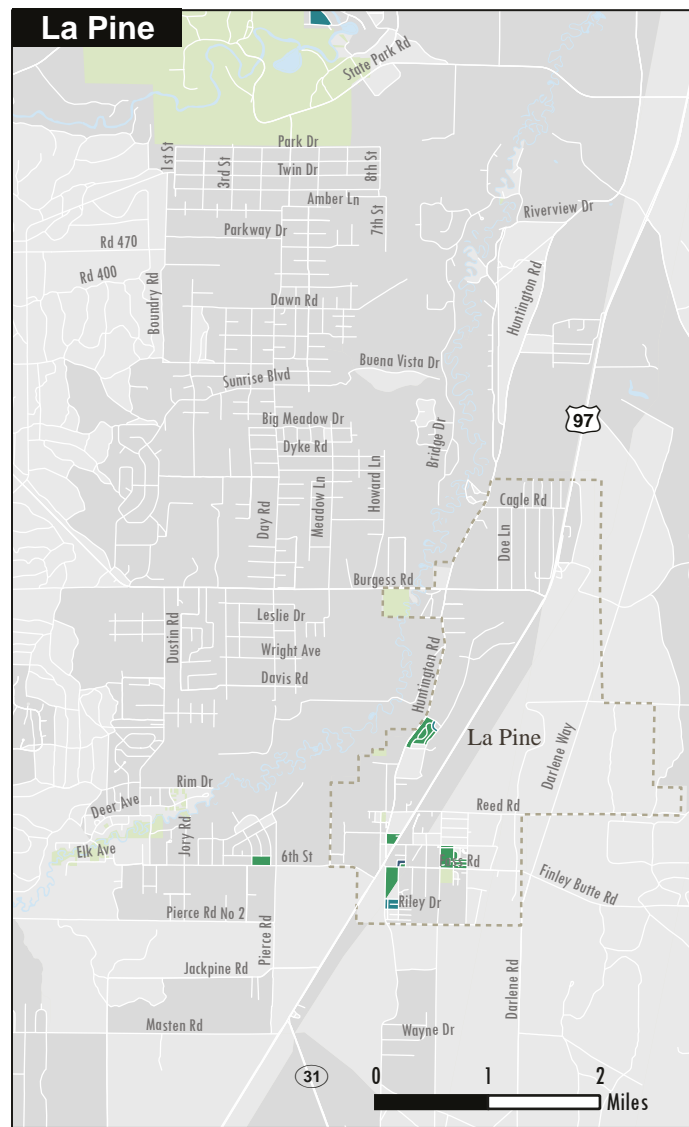 La Pine
State Park Rd
Park Dr
1st St
3rd St
Twin Dr
8th St
Amber Ln
7th St
Riverview Dr
Parkway Dr
Rd 470
Rd 400
Boundry Rd
Huntington Rd
Dawn Rd
Buena Vista Dr
Sunrise Blvd
97
Big Meadow Dr
Bridge Dr
Dyke Rd
Howard Ln
Meadow Ln
Day Rd
Cagle Rd
Doe Ln
Burgess Rd
Leslie Dr
Dustin Rd
Wright Ave
Davis Rd
Huntington Rd
La Pine
Darlene Way
Rim Dr
Deer Ave
Reed Rd
Jory Rd
Elk Ave
6th St
Rd
Finley Butte Rd
Riley Dr
Pierce Rd No 2
Pierce Rd
Jackpine Rd
Darlene Rd
Masten Rd
Wayne Dr
31
0 1 2
Miles